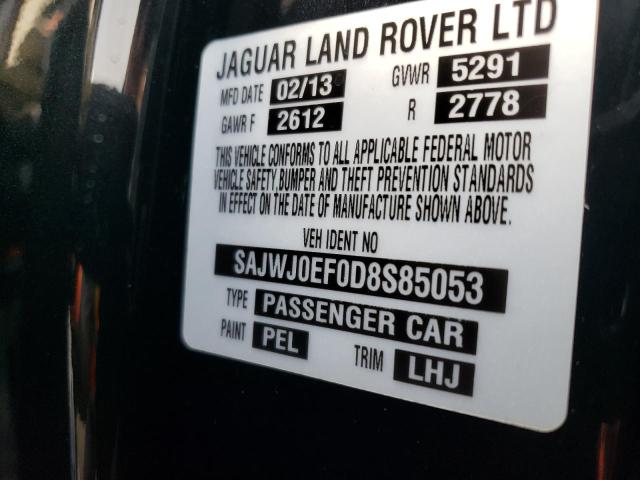 JAGUAR LAND ROVER LTD
MFD DATE 02/13 GVWR 5291
GAWR F 2612 R 2778
THIS VEHICLE CONFORMS TO ALL APPLICABLE FEDERAL MOTOR
VEHICLE SAFETY,BUMPER AND THEFT PREVENTION STANDARDS
IN EFFECT ON THE DATE OF MANUFACTURE SHOWN ABOVE.
VEH IDENT NO
SAJWJ0EF0D8S85053
TYPE PASSENGER CAR
PAINT PEL TRIM LHJ